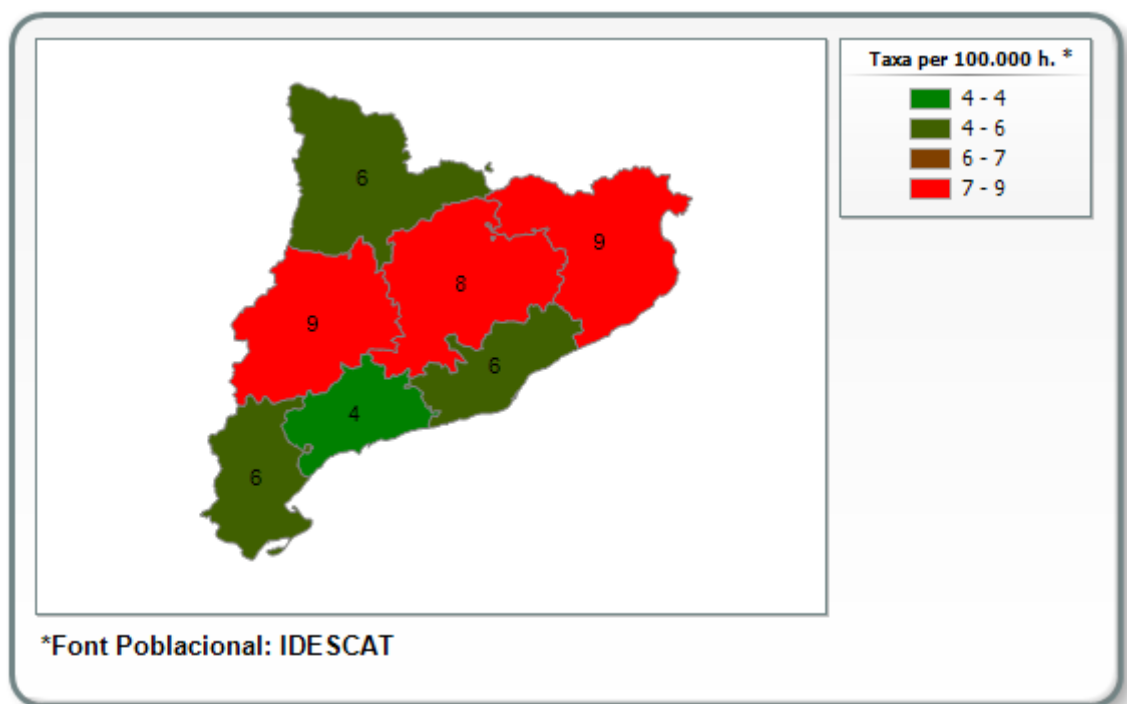 Taxa per 100.000 h. *
4 - 4
4 - 6
6 - 7
7 - 9
6
9
8
9
6
4
6
*Font Poblacional: IDESCAT